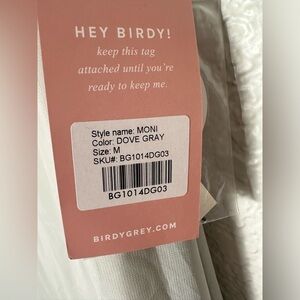 HEY BIRDY!
keep this tag
attached until you're
ready to keep me.
Style name: MONI
Color: DOVE GRAY
Size: M
SKU#: BG1014DG03
BG1014DG03
BIRDYGREY.COM